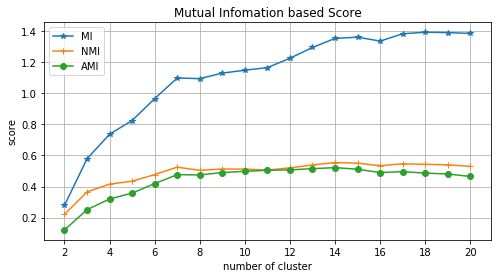 Mutual Infomation based Score
MI
NMI
AMI
1.4
1.2
1.0
0.8
0.6
0.4
0.2
score
2 4 6 8 10 12 14 16 18 20
number of cluster